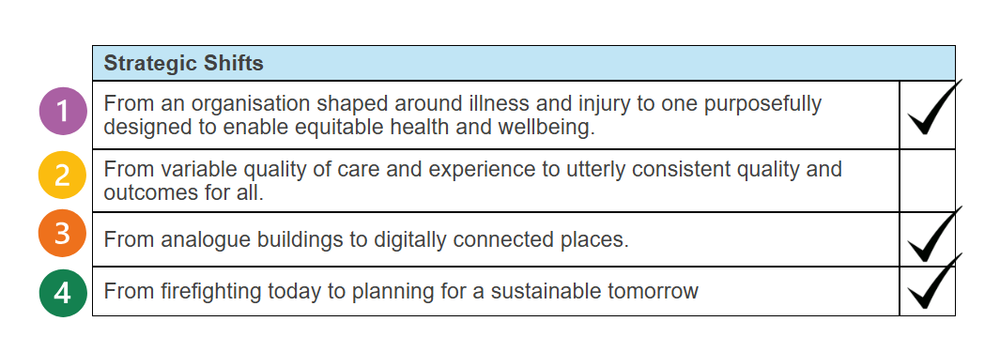 Strategic Shifts
1
From an organisation shaped around illness and injury to one purposefully
designed to enable equitable health and wellbeing.
2
From variable quality of care and experience to utterly consistent quality and
outcomes for all.
3
From analogue buildings to digitally connected places.
4
From firefighting today to planning for a sustainable tomorrow